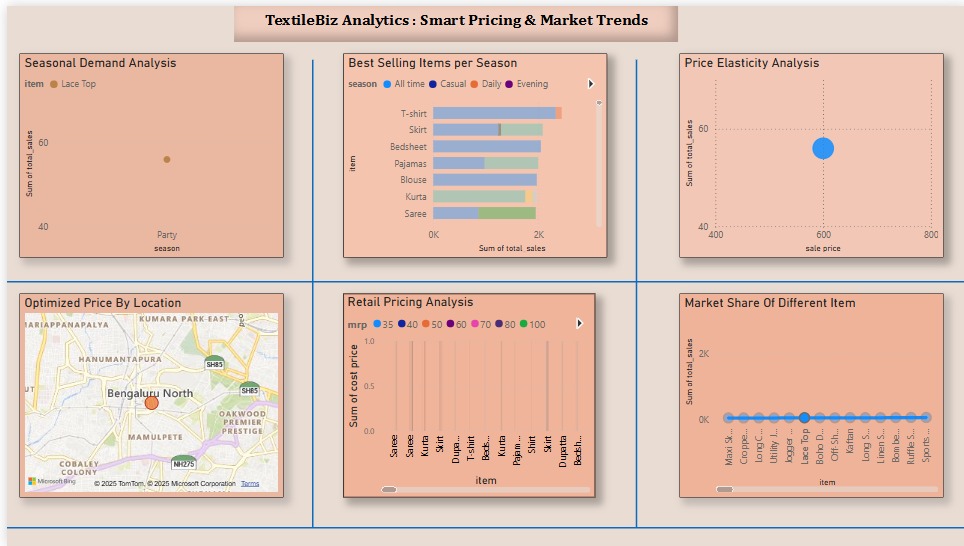 TextileBiz Analytics : Smart Pricing & Market Trends
Seasonal Demand Analysis
item Lace Top
Sum of total_sales
60
40
Party
season
Best Selling Items per Season
season All time Casual Daily Evening
item
T-shirt
Skirt
Bedsheet
Pajamas
Blouse
Kurta
Saree
0K 2K
Sum of total_sales
Price Elasticity Analysis
Sum of total_sales
60
40
400 600 800
sale price
Optimized Price By Location
MARIAPPANAPALYA
KUMARA PARK EAST
HANUMANTAPURA
SH85
Bengaluru North
SH85
OAKWOOD
PREMIER
PRESTIGE
MAMULPETE
COBALEY
COLONY
NH275
Microsoft Bing
© 2025 TomTom, © 2025 Microsoft Corporation Terms
Retail Pricing Analysis
mrp 35 40 50 60 70 80 100
Sum of cost price
1.0
0.5
0.0
Saree
Saree
Kurta
Skirt
Dupa...
T-shirt
Beds...
Kurta
Pajam...
Shirt
Skirt
Dupatta
Bedsh...
item
Market Share Of Different Item
Sum of total_sales
2K
0K
Maxi Sk...
Croppe...
Long C...
Utility J...
Jogger ...
Lace Top
Boho D...
Off-Sh...
Kaftan
Long S...
Linen S...
Bombe...
Ruffle S...
Sports ...
item